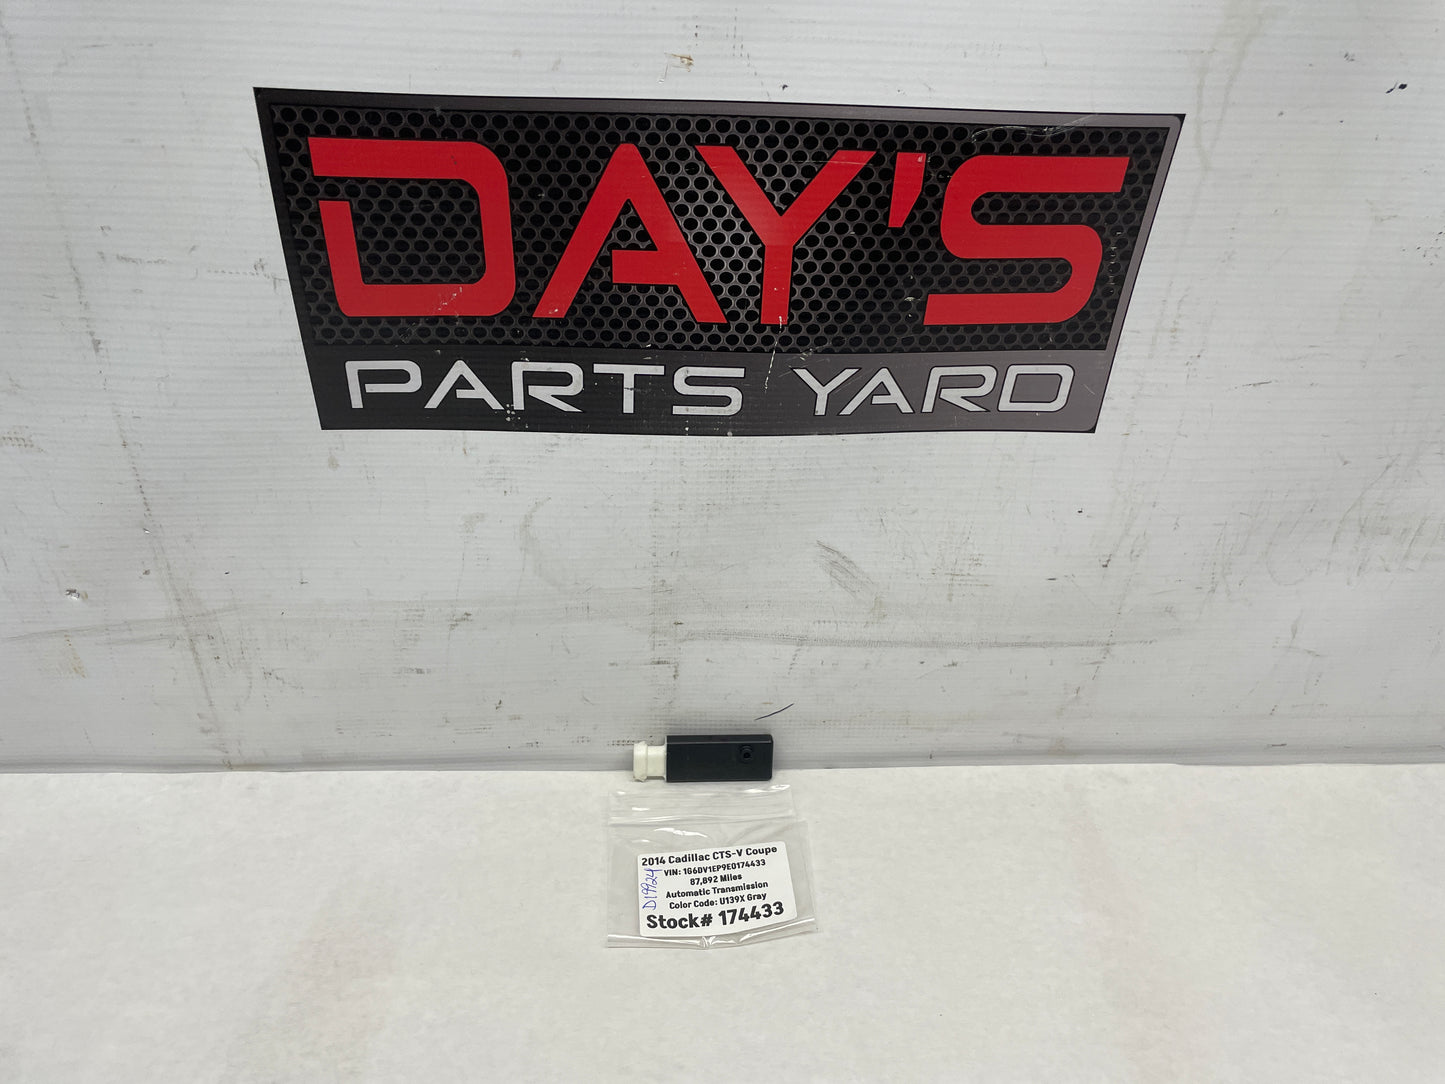 DAY'S
PARTS YARD
2014 Cadillac CTS-V Coupe
VIN: 1G6DV1EP9E0174433
87,892 Miles
Automatic Transmission
Color Code: U139X Gray
Stock# 174433
D19924